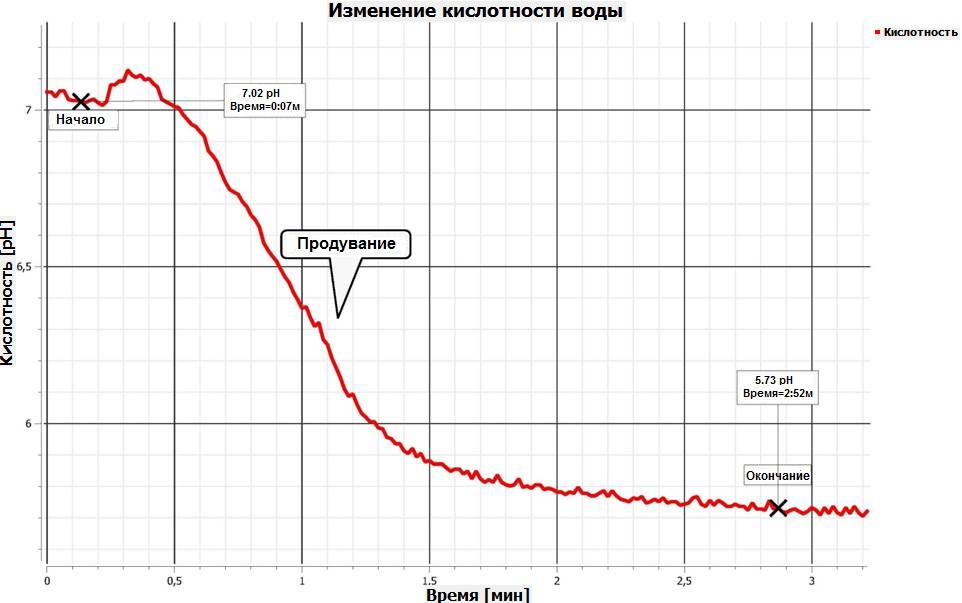 Изменение кислотности воды
Кислотность
7.02 pH
Время=0:07м
7
Начало
Продувание
6,5
Кислотность [pH]
5.73 pH
Время=2:52м
6
Окончание
0 0,5 1 1,5 2 2,5 3
Время [мин]